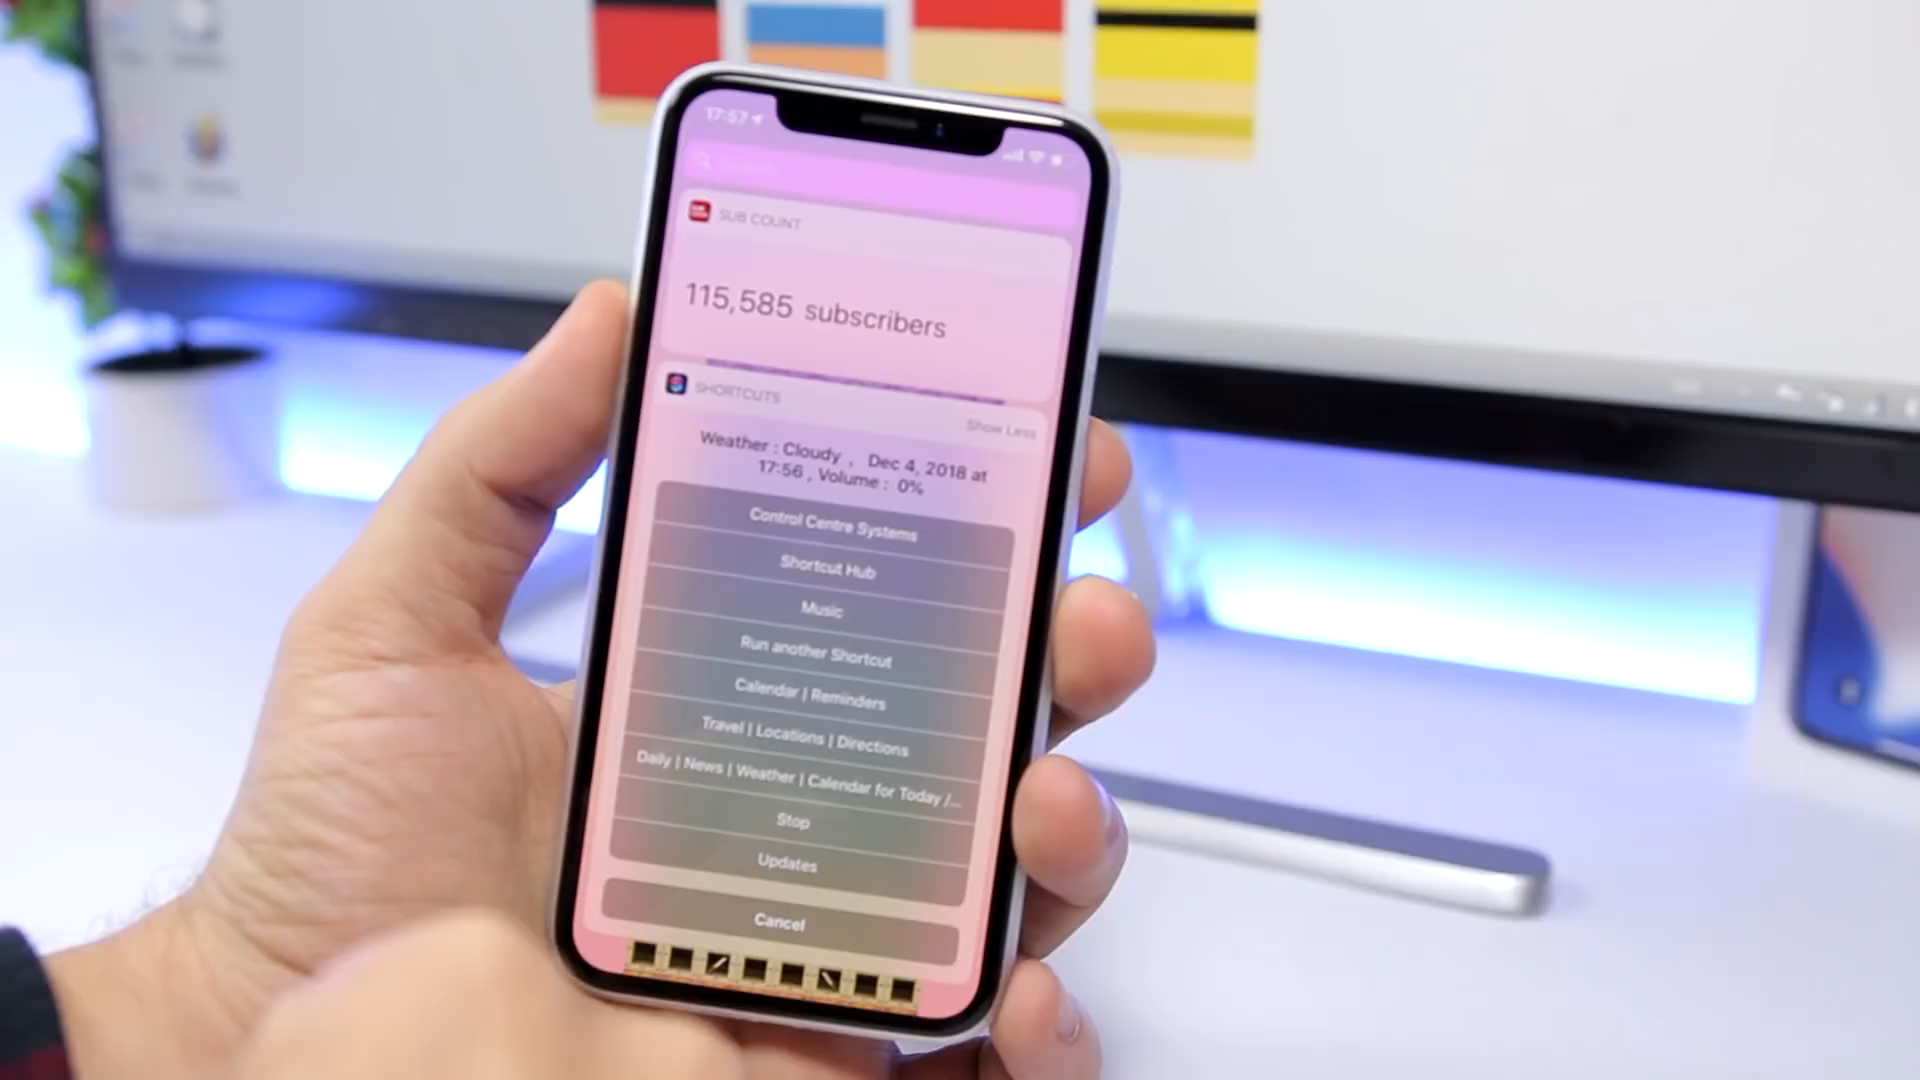 17:57
SUB COUNT
115,585 subscribers
SHORTCUTS
Show Less
Weather : Cloudy , Dec 4, 2018 at
17:56 , Volume : 0%
Control Centre Systems
Shortcut Hub
Music
Run another Shortcut
Calendar | Reminders
Travel | Locations | Directions
Daily | News | Weather | Calendar for Today /...
Stop
Updates
Cancel